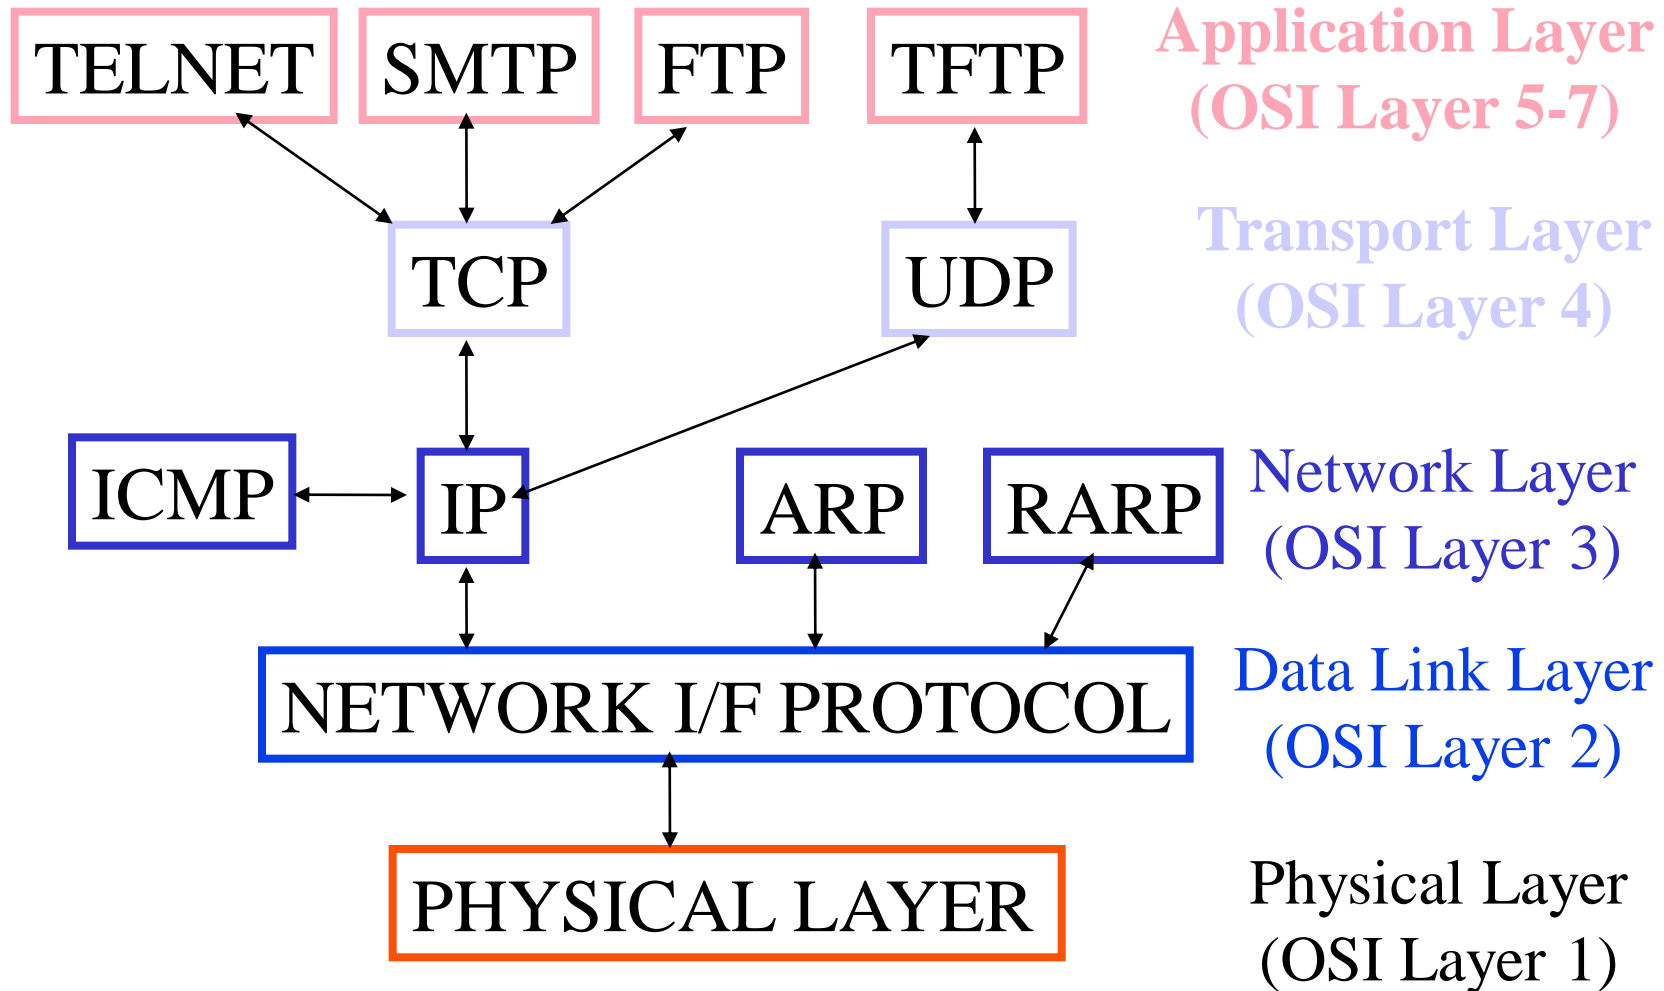 TELNET SMTP FTP TFTP
Application Layer
(OSI Layer 5-7)
TCP UDP
Transport Layer
(OSI Layer 4)
ICMP IP ARP RARP
Network Layer
(OSI Layer 3)
NETWORK I/F PROTOCOL
Data Link Layer
(OSI Layer 2)
PHYSICAL LAYER
Physical Layer
(OSI Layer 1)